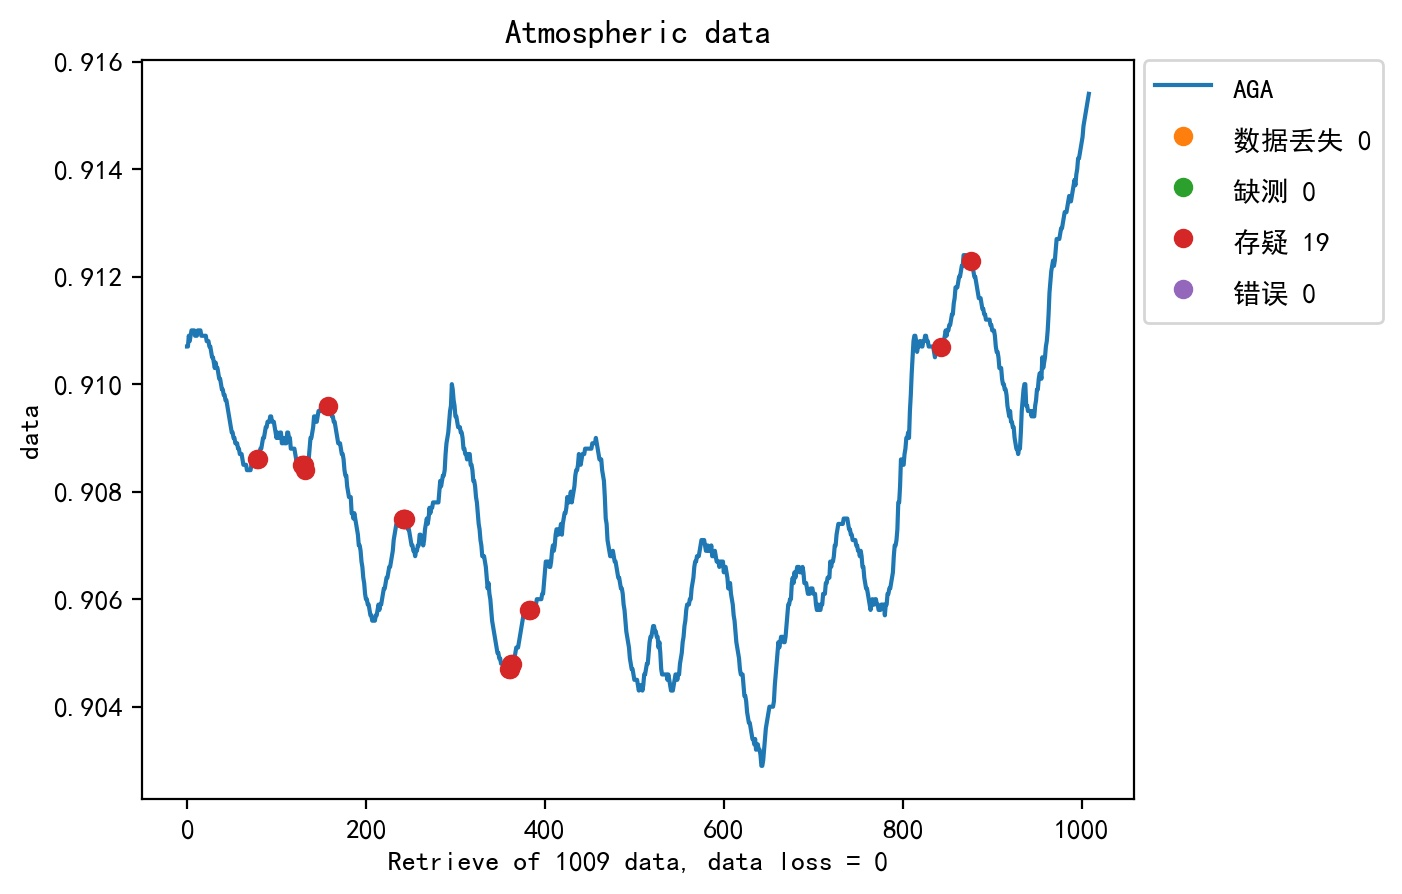 Atmospheric data
0.916
0.914
0.912
0.910
0.908
0.906
0.904
data
0
200
400
600
800
1000
Retrieve of 1009 data, data loss = 0
AGA
数据丢失 0
缺测 0
存疑 19
错误 0